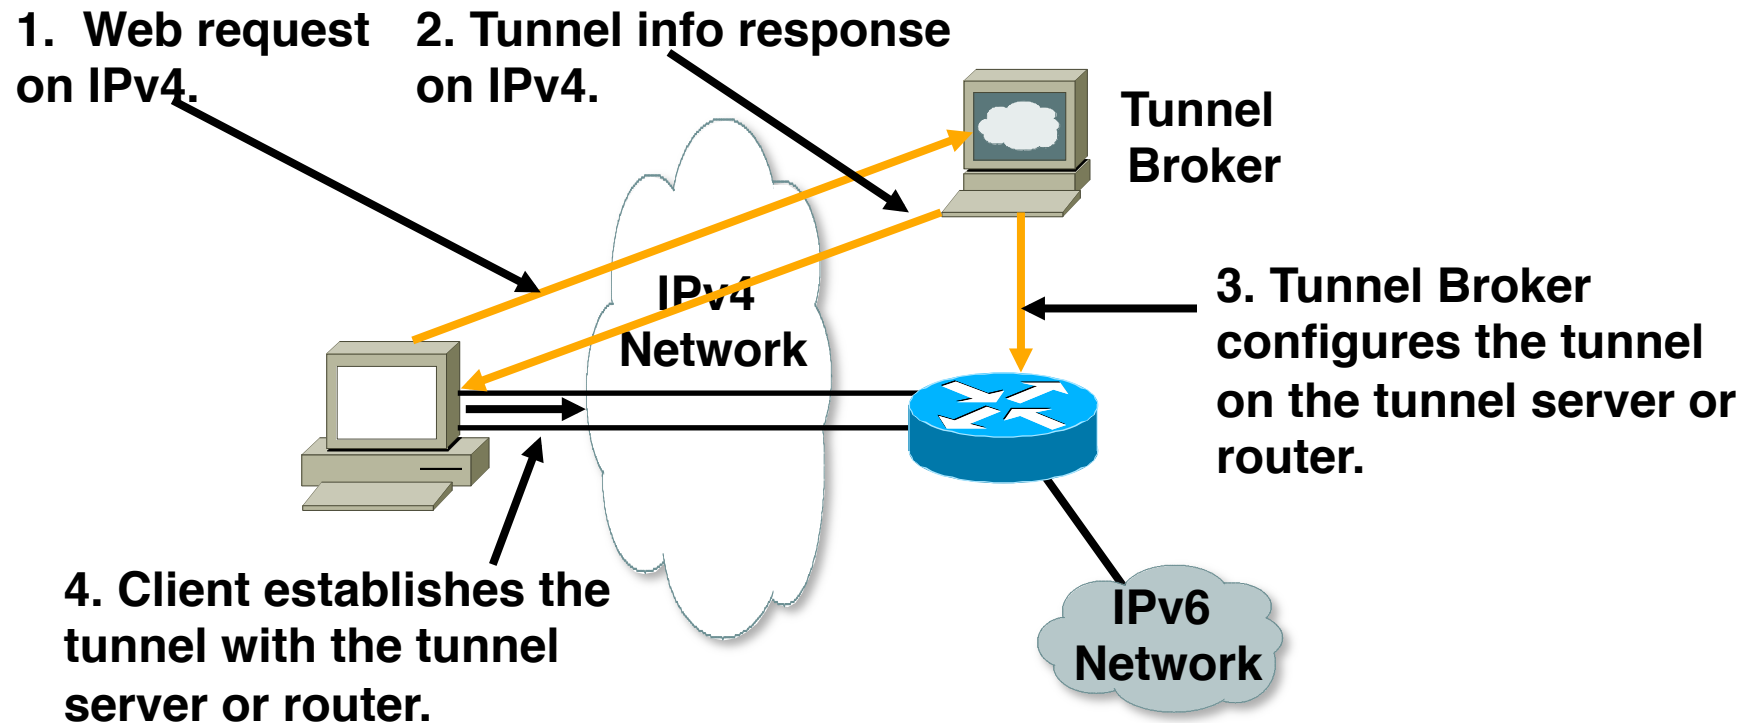 1.  Web request
on IPv4.
2. Tunnel info response
on IPv4.
Tunnel
Broker
IPv4
Network
3. Tunnel Broker
configures the tunnel
on the tunnel server or
router.
4. Client establishes the
tunnel with the tunnel
server or router.
IPv6
Network